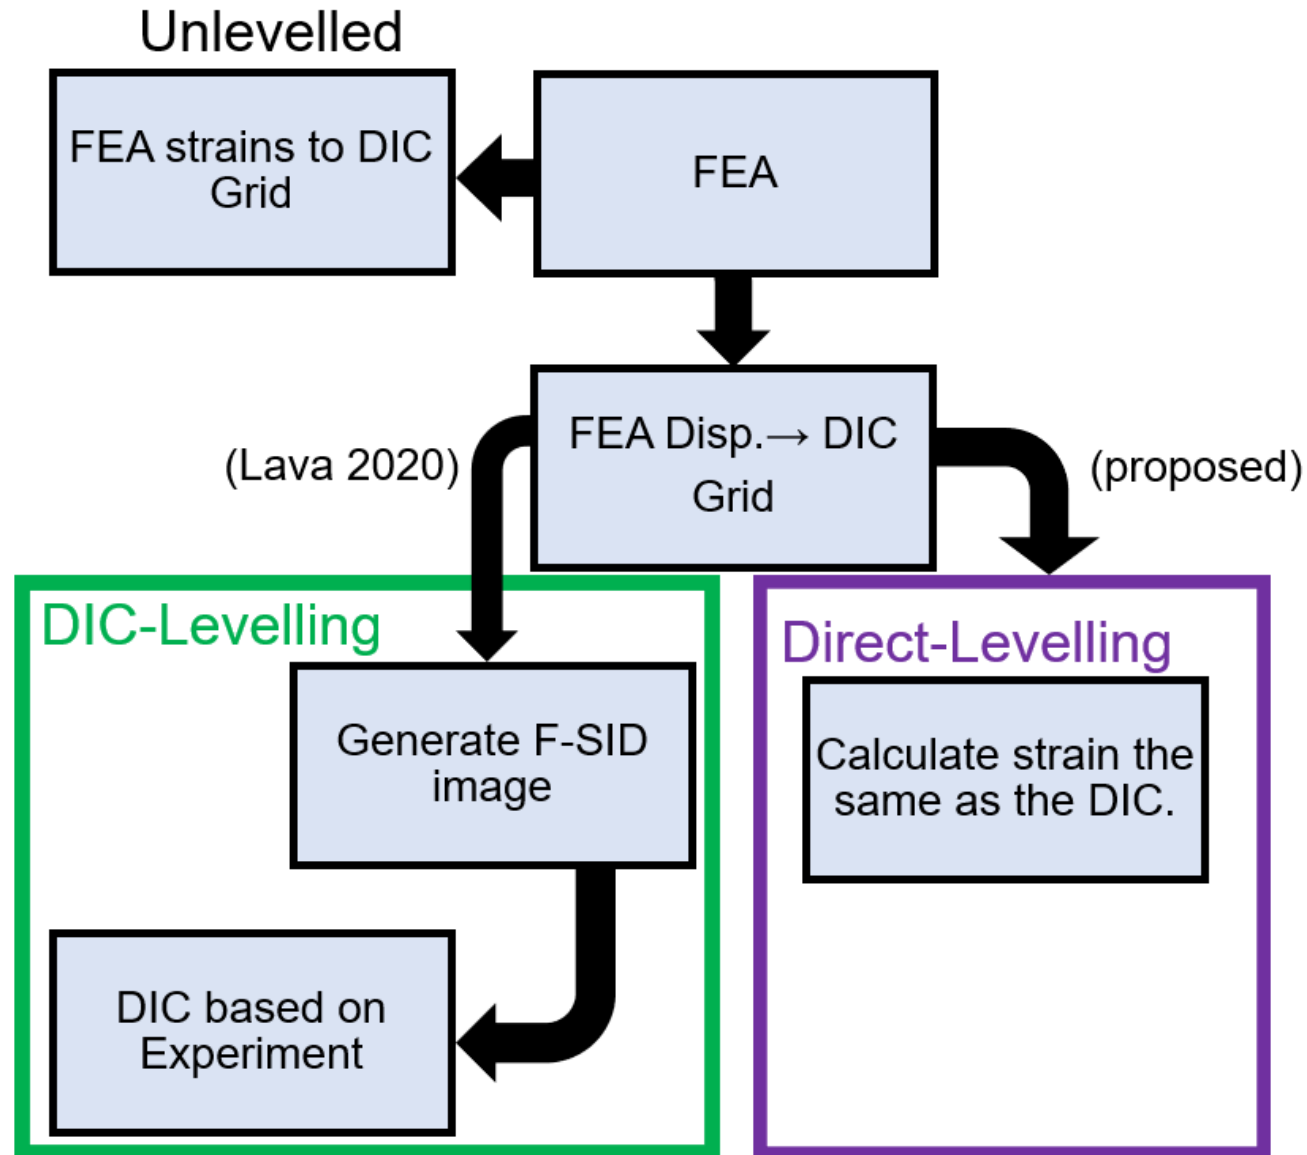 Unlevelled
FEA strains to DIC
Grid
FEA
FEA Disp.→ DIC
Grid
(Lava 2020)
(proposed)
DIC-Levelling
Generate F-SID
image
DIC based on
Experiment
Direct-Levelling
Calculate strain the
same as the DIC.